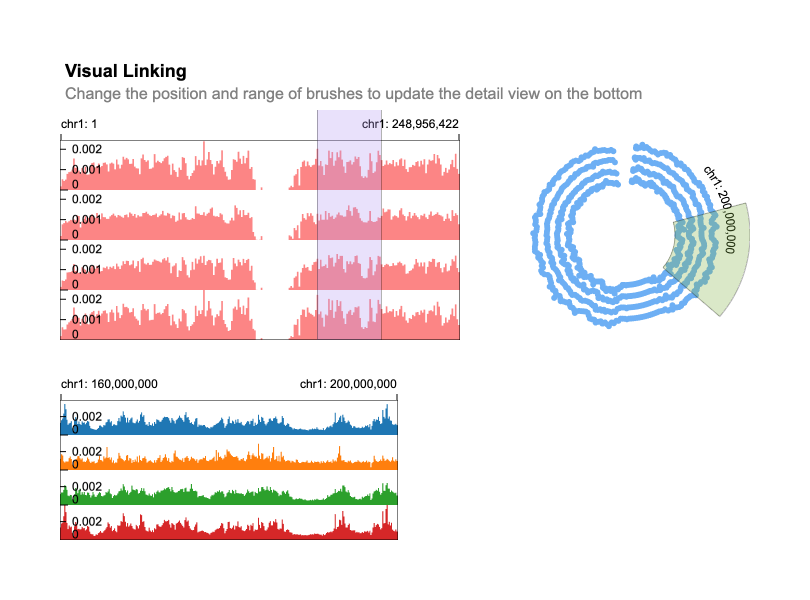 Visual Linking
Change the position and range of brushes to update the detail view on the bottom
chr1: 1
chr1: 248,956,422
0.002
0.001
0
0.002
0.001
0
0.002
0.001
0
0.002
0.001
0
chr1: 200,000,000
chr1: 160,000,000
chr1: 200,000,000
0.002
0
0.002
0
0.002
0
0.002
0